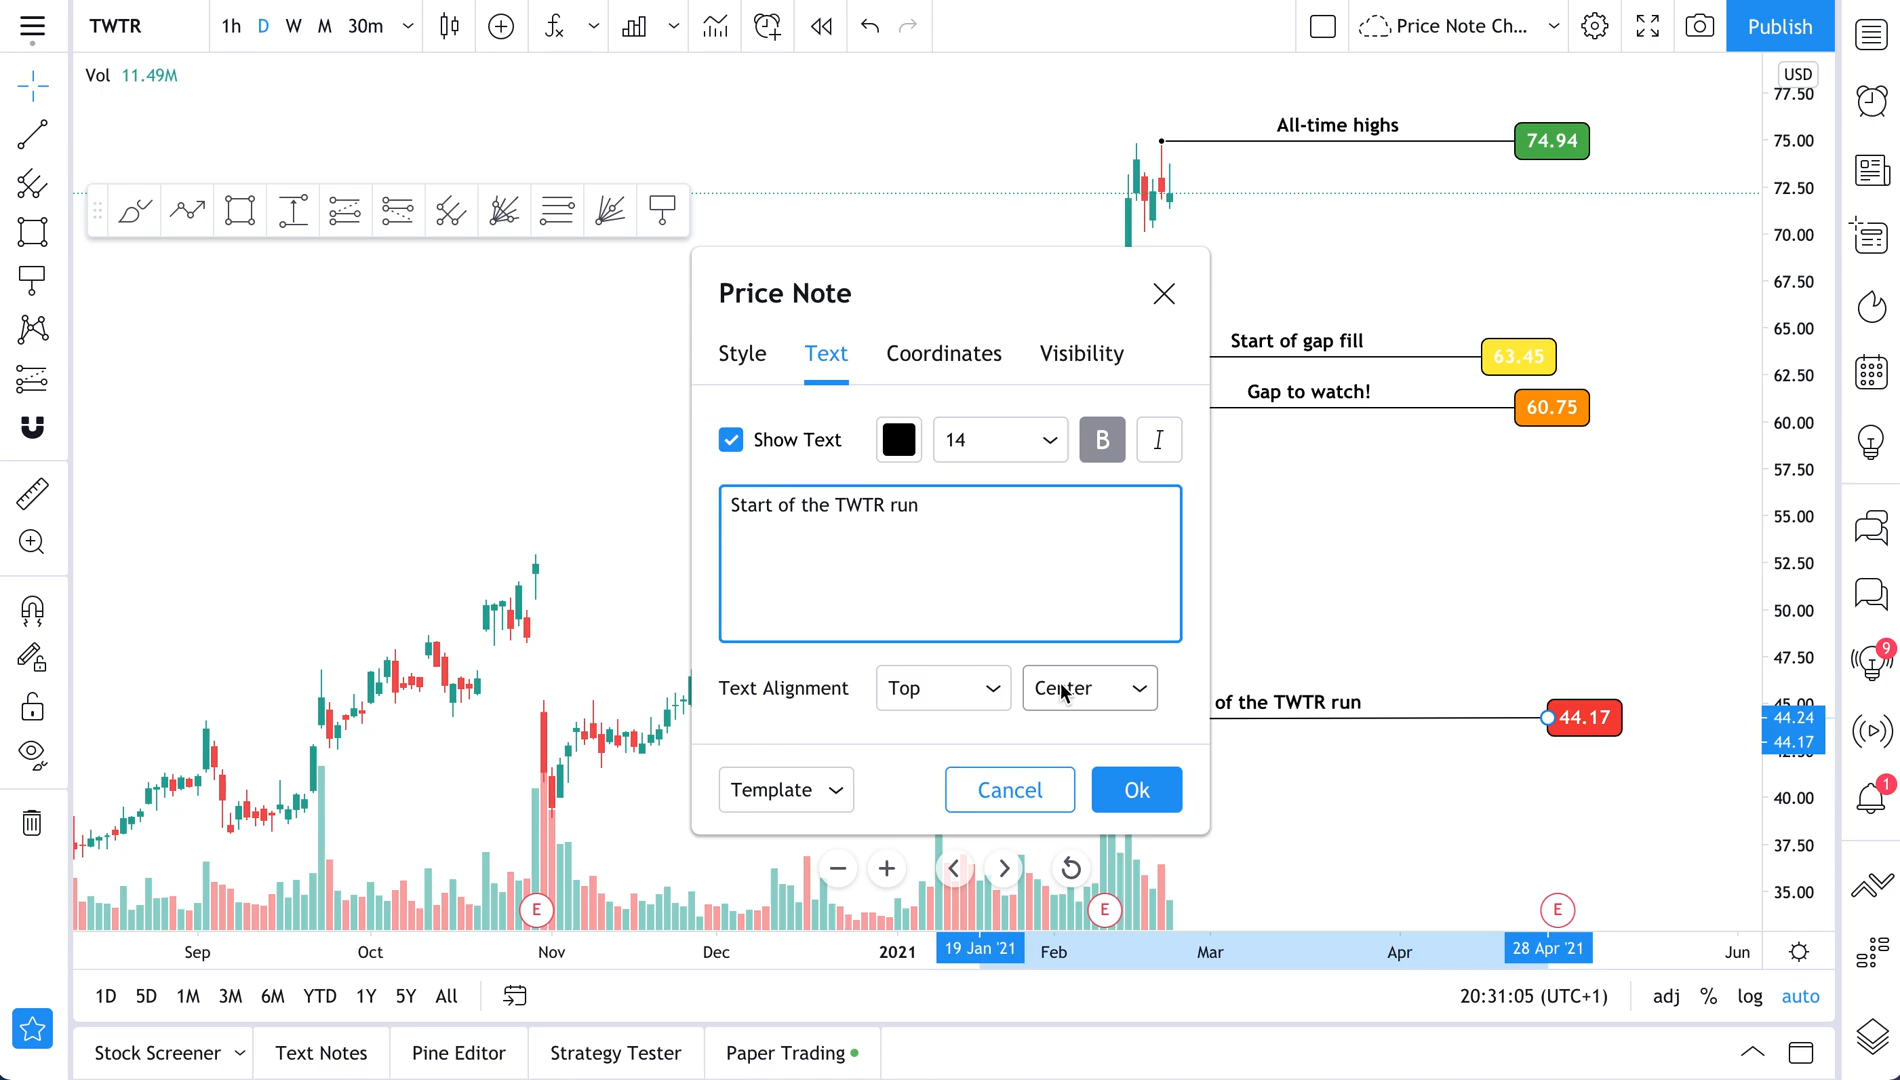 TWTR
1h D W M 30m
Price Note Ch...
Publish
Vol 11.49M
USD
77.50
All-time highs
74.94
75.00
72.50
70.00
67.50
65.00
Price Note
Style Text Coordinates Visibility
Start of gap fill
63.45
62.50
Gap to watch!
60.75
60.00
57.50
Show Text 14 B I
Start of the TWTR run
55.00
52.50
50.00
47.50
Text Alignment Top Center
of the TWTR run
44.17
45.00
44.24
44.17
Template Cancel Ok
40.00
37.50
35.00
E E E
Sep Oct Nov Dec 2021 19 Jan '21 Feb Mar Apr 28 Apr '21 Jun
1D 5D 1M 3M 6M YTD 1Y 5Y All
20:31:05 (UTC+1) adj % log auto
Stock Screener Text Notes Pine Editor Strategy Tester Paper Trading
9
1